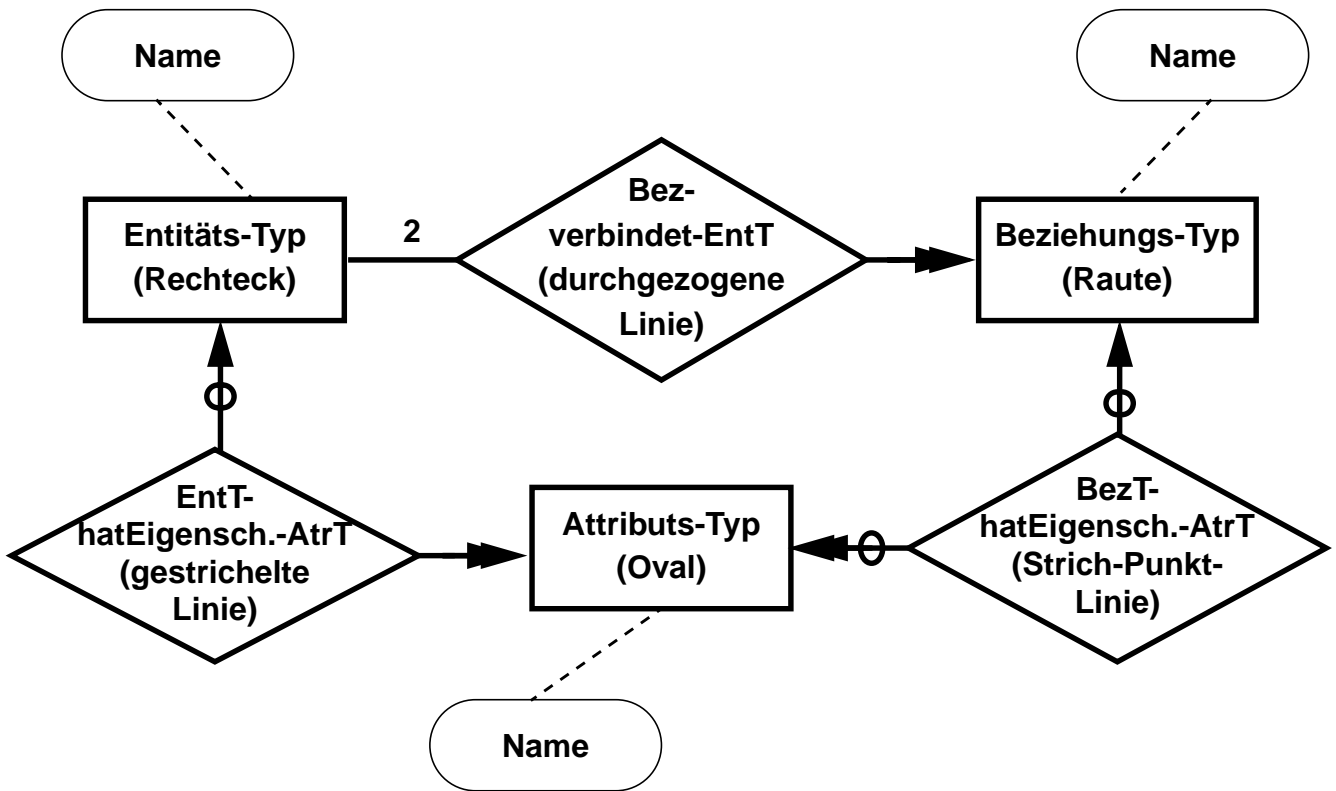 Name
Name
Entitäts-Typ
(Rechteck)
2
Bez-
verbindet-EntT
(durchgezogene
Linie)
Beziehungs-Typ
(Raute)
EntT-
hatEigensch.-AtrT
(gestrichelte
Linie)
Attributs-Typ
(Oval)
BezT-
hatEigensch.-AtrT
(Strich-Punkt-
Linie)
Name